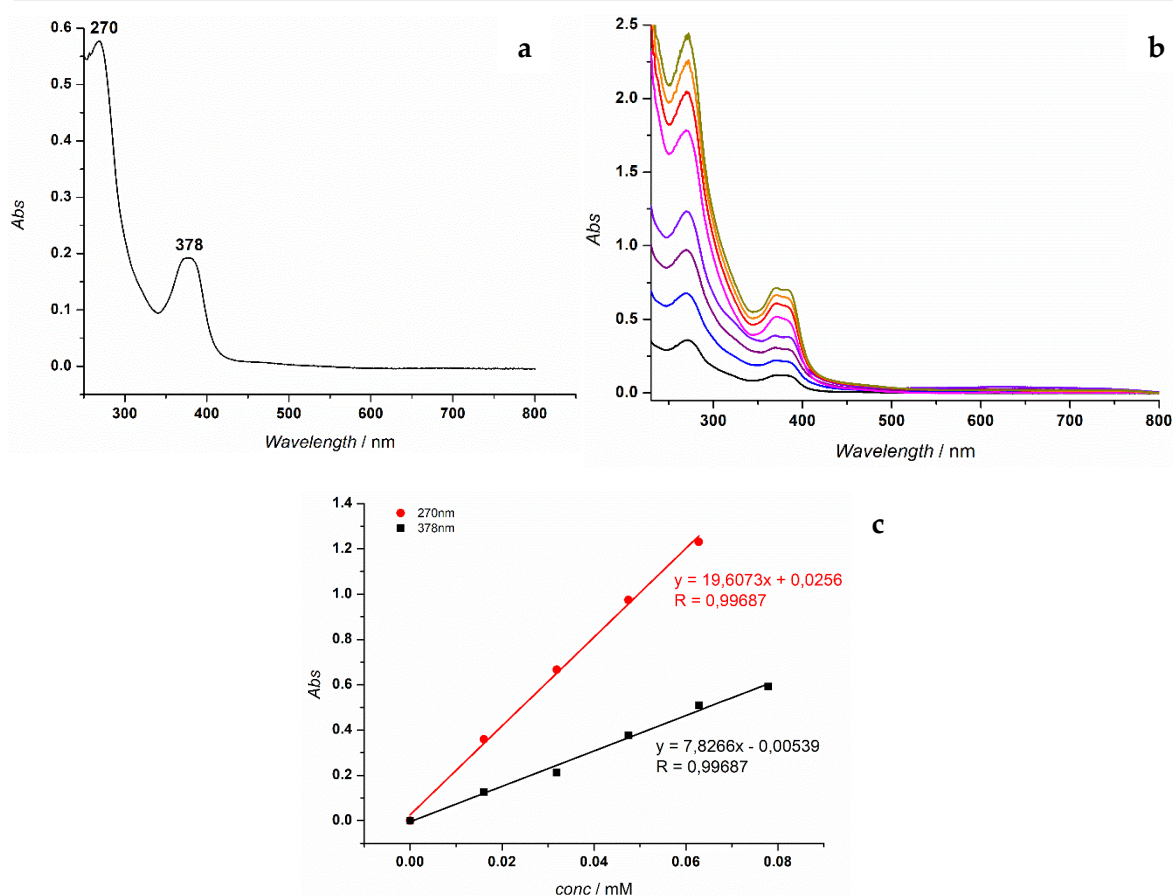 a
270
378
0.6
0.5
0.4
0.3
0.2
0.1
0.0
Abs
300 400 500 600 700 800
Wavelength / nm
b
2.5
2.0
1.5
1.0
0.5
0.0
Abs
300 400 500 600 700 800
Wavelength / nm
c
270nm
378nm
1.4
1.2
1.0
0.8
0.6
0.4
0.2
0.0
Abs
y = 19,6073x + 0,0256
R = 0,99687
y = 7,8266x - 0,00539
R = 0,99687
0.00 0.02 0.04 0.06 0.08
conc / mM